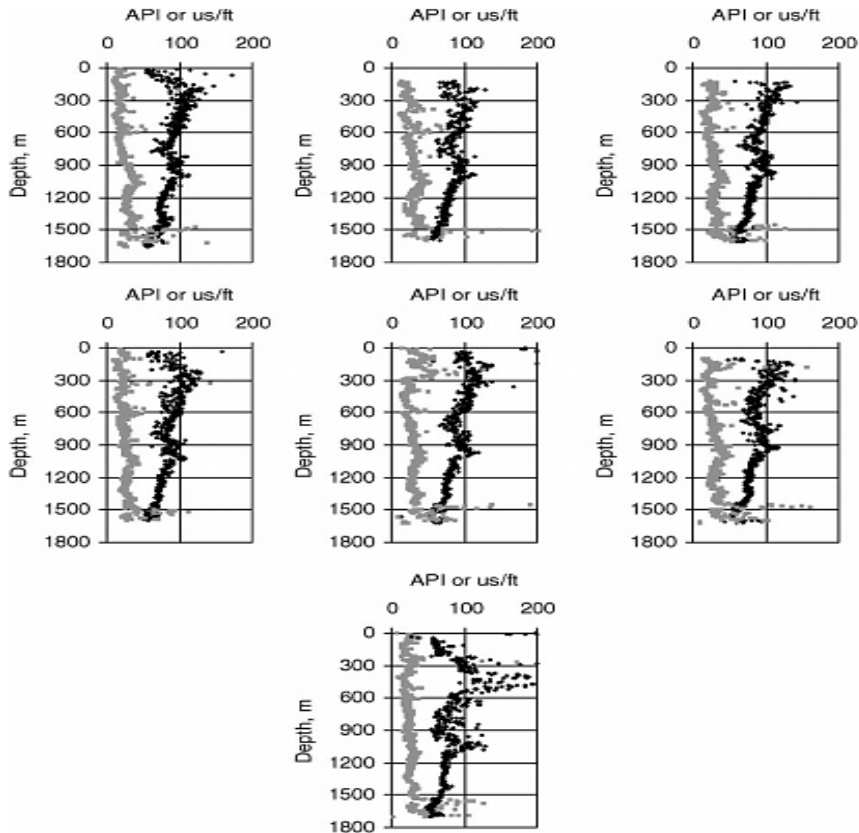 API or us/ft API or us/ft API or us/ft
0 100 200 0 100 200 0 100 200
0 0 0
300 300 300
600 600 600
900 900 900
1200 1200 1200
1500 1500 1500
1800 1800 1800
Depth, m Depth, m Depth, m
API or us/ft API or us/ft API or us/ft
0 100 200 0 100 200 0 100 200
0 0 0
300 300 300
600 600 600
900 900 900
1200 1200 1200
1500 1500 1500
1800 1800 1800
Depth, m Depth, m Depth, m
API or us/ft
0 100 200
0
300
600
900
1200
1500
1800
Depth, m